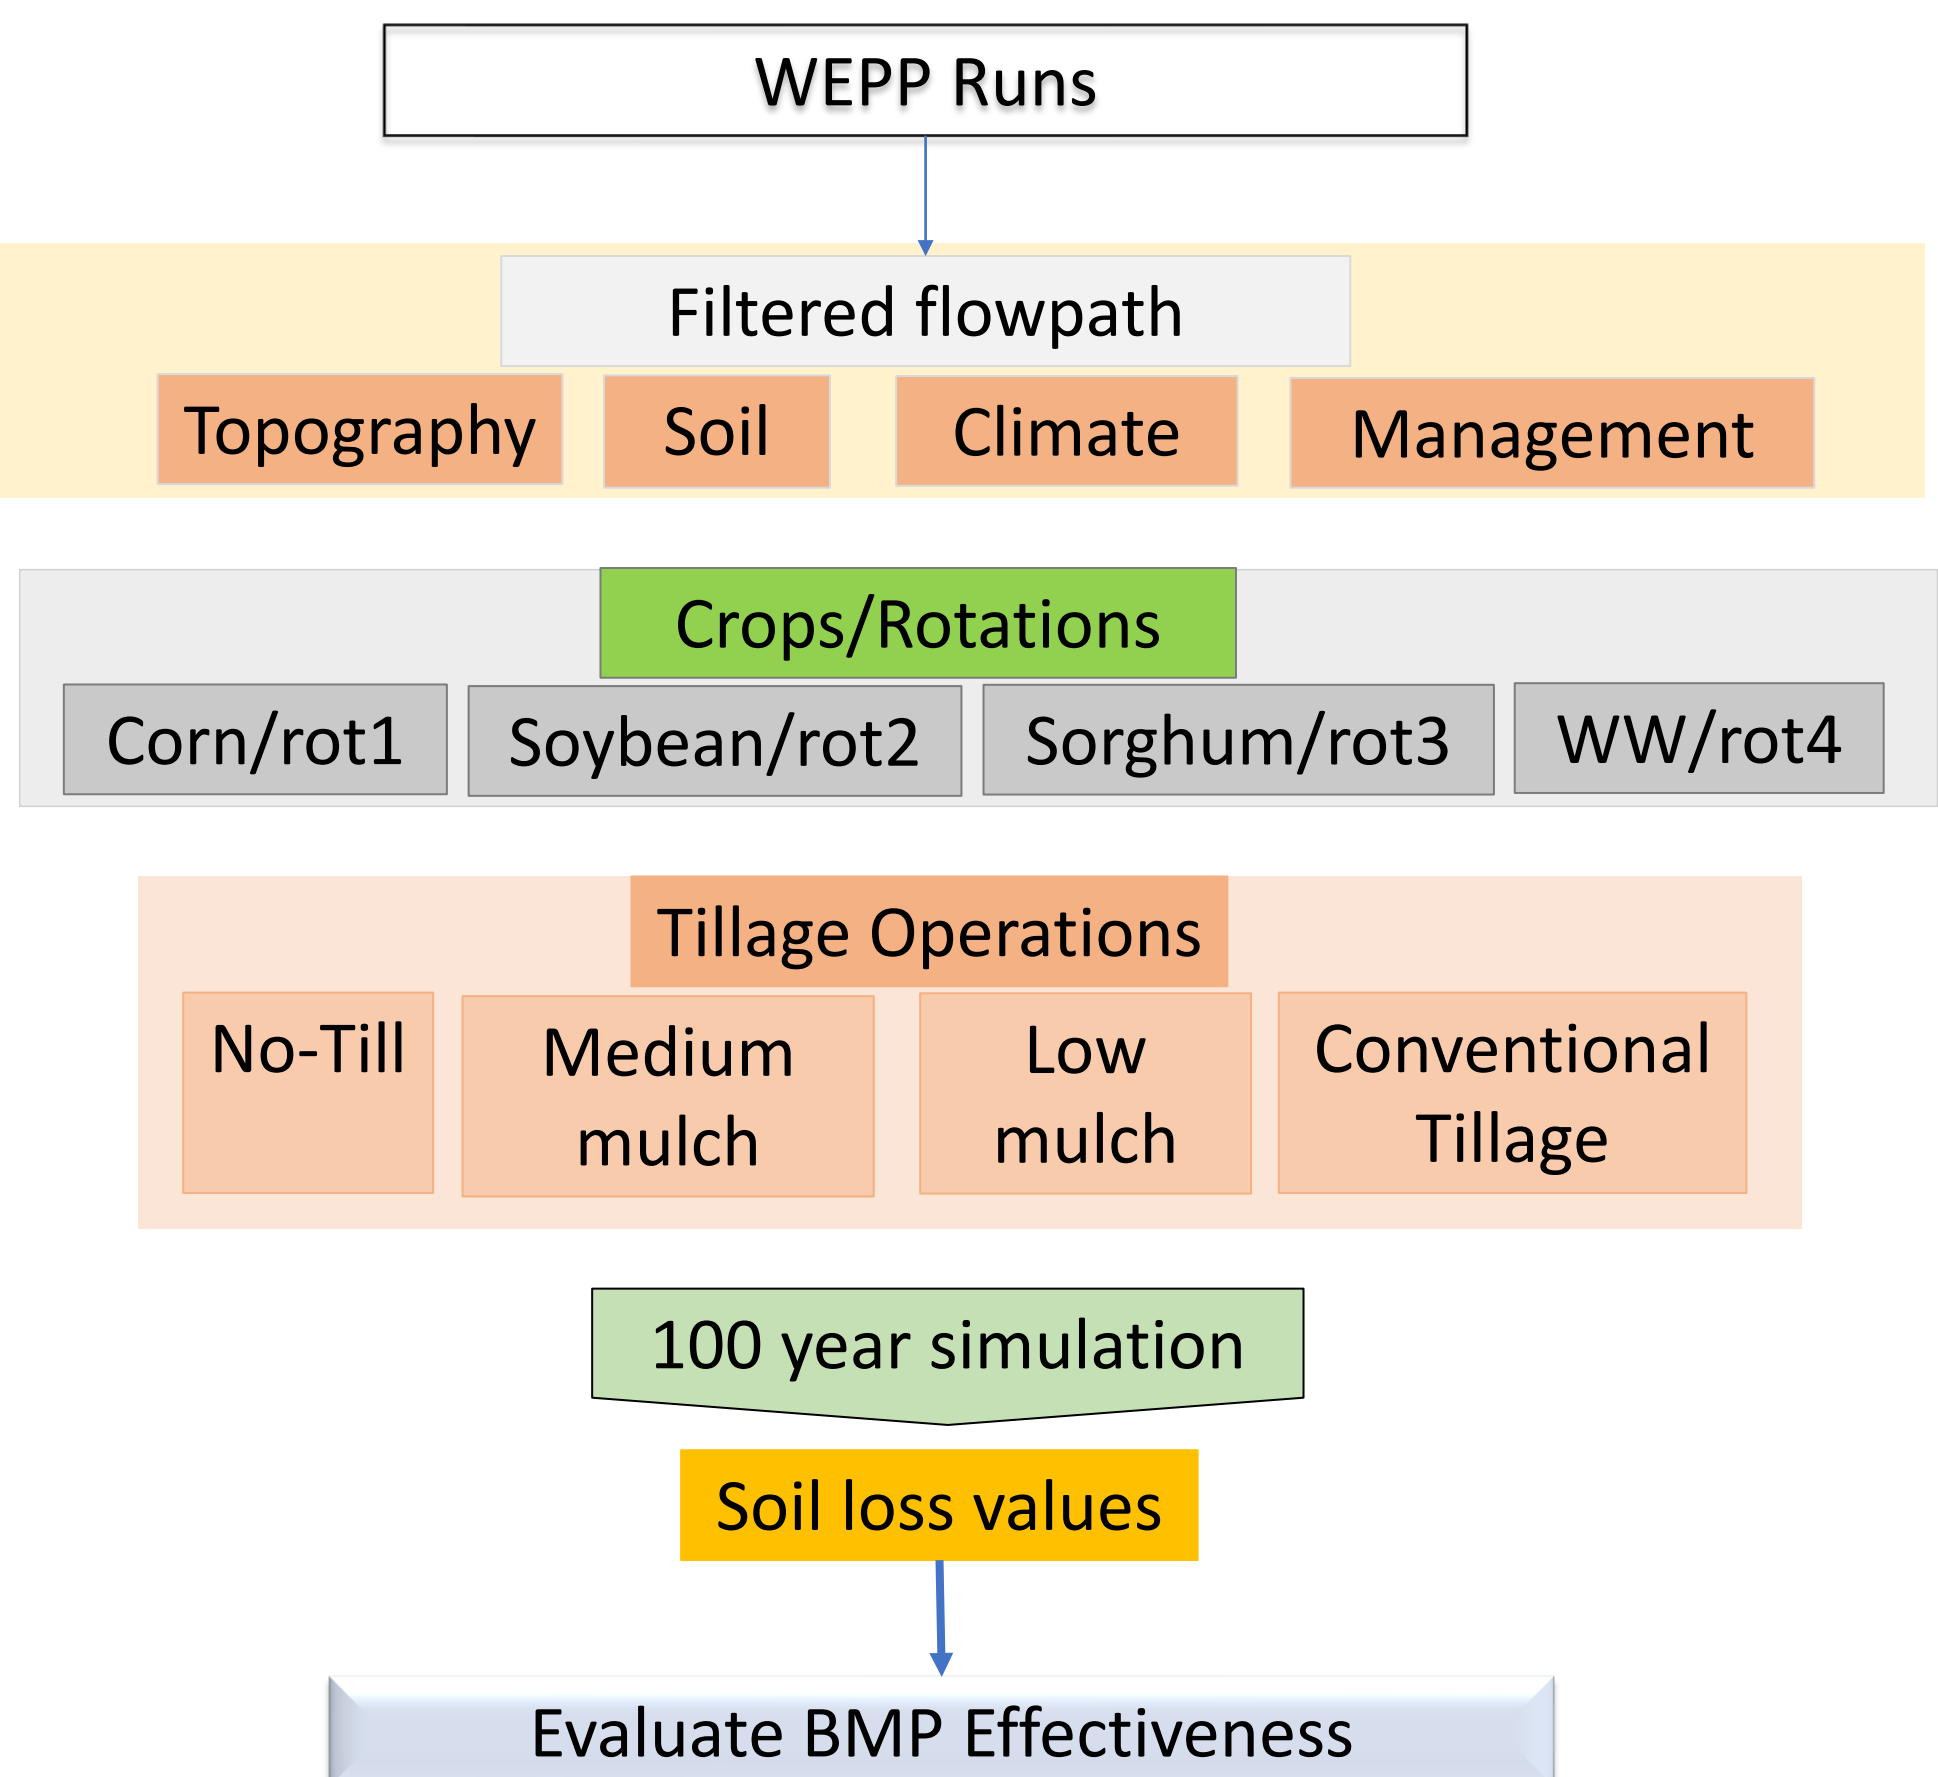 WEPP Runs
Filtered flowpath
Topography
Soil
Climate
Management
Crops/Rotations
Corn/rot1
Soybean/rot2
Sorghum/rot3
WW/rot4
Tillage Operations
No-Till
Medium
mulch
Low
mulch
Conventional
Tillage
100 year simulation
Soil loss values
Evaluate BMP Effectiveness